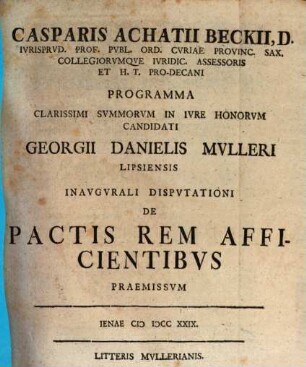 CASPARIS ACHATII BECKII, D.
IVRISPRVD. PROF. PVBL. ORD. CVRIAE PROVINC. SAX.
COLLEGIORVMQVE IVRIDIC. ASSESSORIS
ET H. T. PRO-DECANI
PROGRAMMA
CLARISSIMI SVMMORVM IN IVRE HONORVM
CANDIDATI
GEORGII DANIELIS MVLLERI
LIPSIENSIS
INAVGVRALI DISPVTATIONI
DE
PACTIS REM AFFI-
CIENTIBVS
PRAEMISSVM
IENAE CIƆ IƆCC XXIX.
LITTERIS MVLLERIANIS.